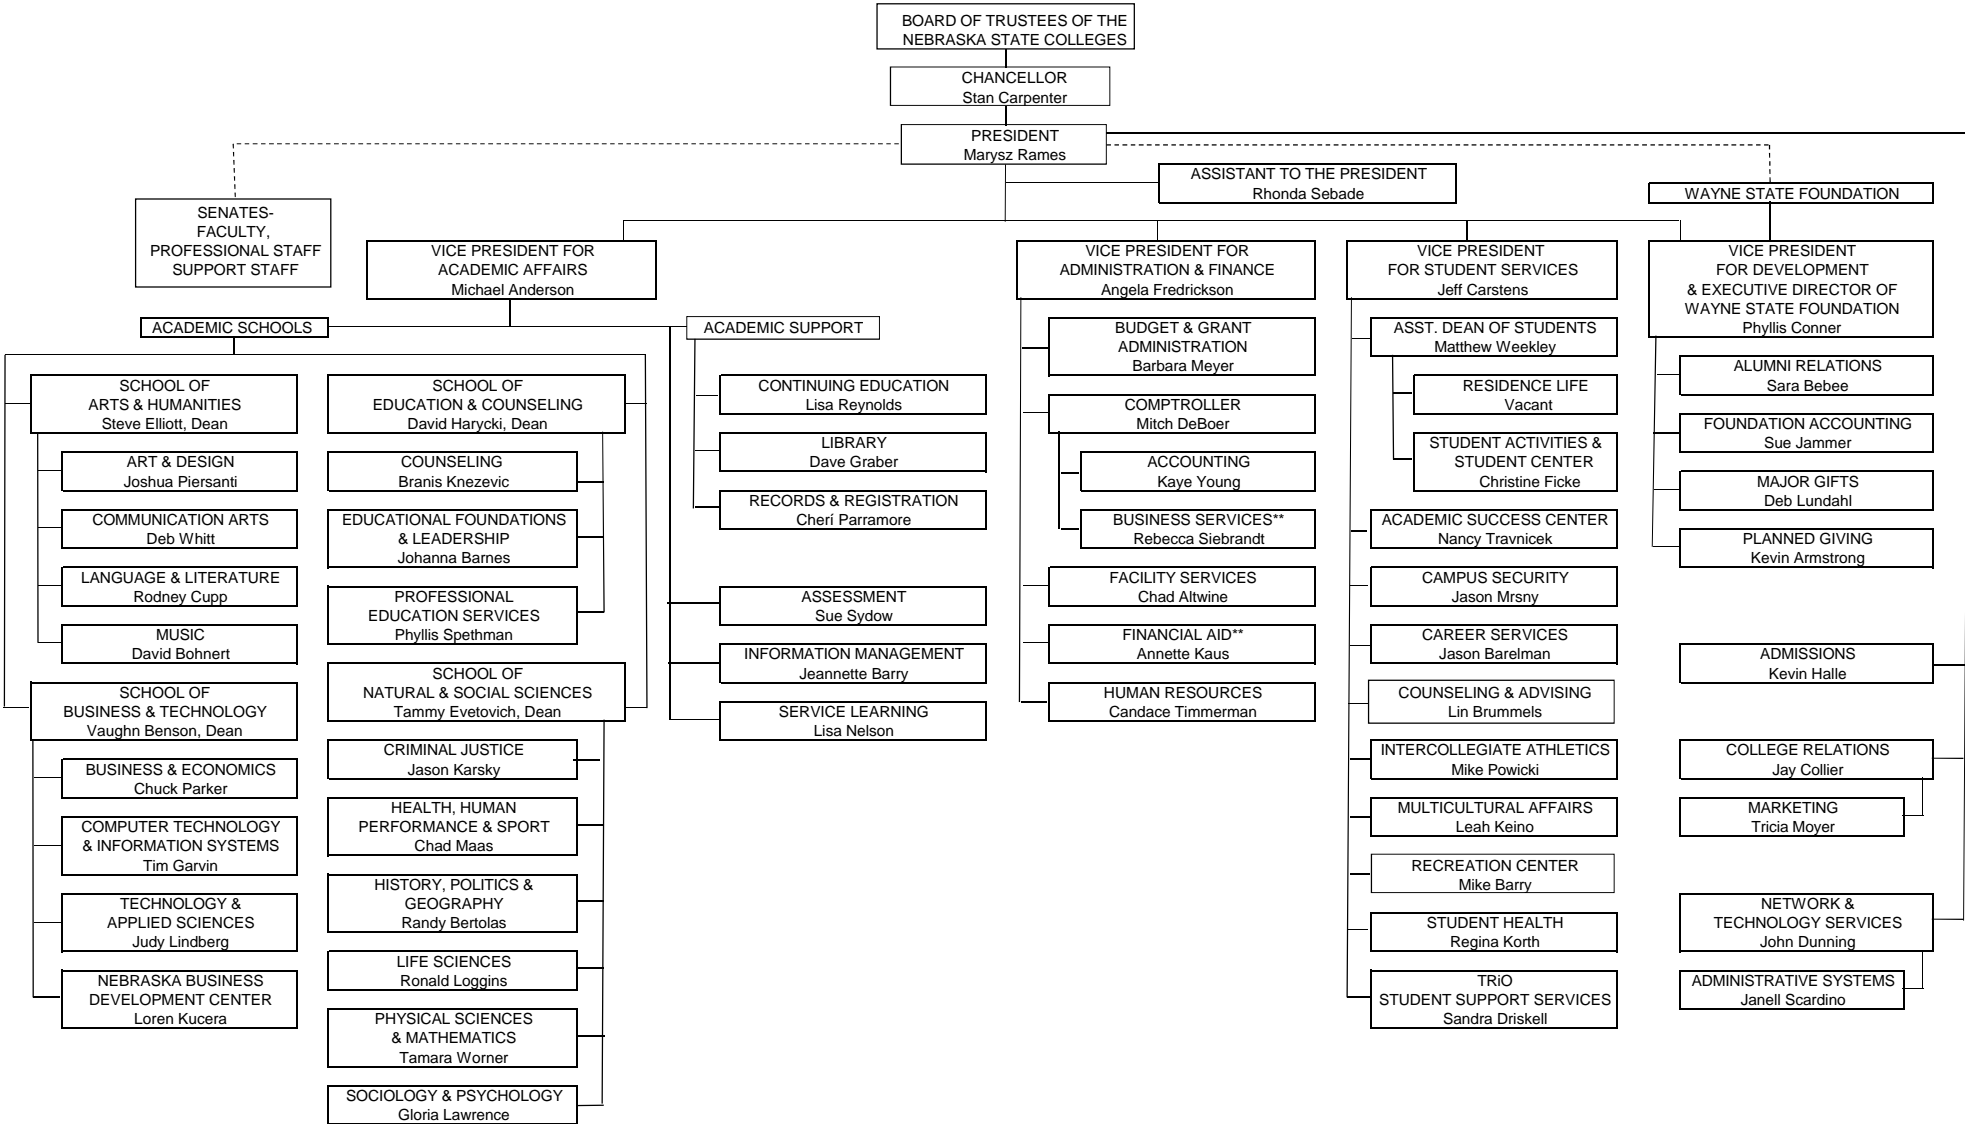 BOARD OF TRUSTEES OF THE
NEBRASKA STATE COLLEGES
CHANCELLOR
Stan Carpenter
PRESIDENT
Marysz Rames
ASSISTANT TO THE PRESIDENT
Rhonda Sebade
WAYNE STATE FOUNDATION
SENATES-
FACULTY,
PROFESSIONAL STAFF
SUPPORT STAFF
VICE PRESIDENT FOR
ACADEMIC AFFAIRS
Michael Anderson
VICE PRESIDENT FOR
ADMINISTRATION & FINANCE
Angela Fredrickson
VICE PRESIDENT
FOR STUDENT SERVICES
Jeff Carstens
VICE PRESIDENT
FOR DEVELOPMENT
& EXECUTIVE DIRECTOR OF
WAYNE STATE FOUNDATION
Phyllis Conner
ACADEMIC SCHOOLS
ACADEMIC SUPPORT
SCHOOL OF
ARTS & HUMANITIES
Steve Elliott, Dean
ART & DESIGN
Joshua Piersanti
COMMUNICATION ARTS
Deb Whitt
LANGUAGE & LITERATURE
Rodney Cupp
MUSIC
David Bohnert
SCHOOL OF
BUSINESS & TECHNOLOGY
Vaughn Benson, Dean
BUSINESS & ECONOMICS
Chuck Parker
COMPUTER TECHNOLOGY
& INFORMATION SYSTEMS
Tim Garvin
TECHNOLOGY &
APPLIED SCIENCES
Judy Lindberg
NEBRASKA BUSINESS
DEVELOPMENT CENTER
Loren Kucera
SCHOOL OF
EDUCATION & COUNSELING
David Harycki, Dean
COUNSELING
Branis Knezevic
EDUCATIONAL FOUNDATIONS
& LEADERSHIP
Johanna Barnes
PROFESSIONAL
EDUCATION SERVICES
Phyllis Spethman
SCHOOL OF
NATURAL & SOCIAL SCIENCES
Tammy Evetovich, Dean
CRIMINAL JUSTICE
Jason Karsky
HEALTH, HUMAN
PERFORMANCE & SPORT
Chad Maas
HISTORY, POLITICS &
GEOGRAPHY
Randy Bertolas
LIFE SCIENCES
Ronald Loggins
PHYSICAL SCIENCES
& MATHEMATICS
Tamara Worner
SOCIOLOGY & PSYCHOLOGY
Gloria Lawrence
CONTINUING EDUCATION
Lisa Reynolds
LIBRARY
Dave Graber
RECORDS & REGISTRATION
Cherí Parramore
ASSESSMENT
Sue Sydow
INFORMATION MANAGEMENT
Jeannette Barry
SERVICE LEARNING
Lisa Nelson
BUDGET & GRANT
ADMINISTRATION
Barbara Meyer
COMPTROLLER
Mitch DeBoer
ACCOUNTING
Kaye Young
BUSINESS SERVICES**
Rebecca Siebrandt
FACILITY SERVICES
Chad Altwine
FINANCIAL AID**
Annette Kaus
HUMAN RESOURCES
Candace Timmerman
ASST. DEAN OF STUDENTS
Matthew Weekley
RESIDENCE LIFE
Vacant
STUDENT ACTIVITIES &
STUDENT CENTER
Christine Ficke
ACADEMIC SUCCESS CENTER
Nancy Travnicek
CAMPUS SECURITY
Jason Mrsny
CAREER SERVICES
Jason Barelman
COUNSELING & ADVISING
Lin Brummels
INTERCOLLEGIATE ATHLETICS
Mike Powicki
MULTICULTURAL AFFAIRS
Leah Keino
RECREATION CENTER
Mike Barry
STUDENT HEALTH
Regina Korth
TRiO
STUDENT SUPPORT SERVICES
Sandra Driskell
ALUMNI RELATIONS
Sara Bebee
FOUNDATION ACCOUNTING
Sue Jammer
MAJOR GIFTS
Deb Lundahl
PLANNED GIVING
Kevin Armstrong
ADMISSIONS
Kevin Halle
COLLEGE RELATIONS
Jay Collier
MARKETING
Tricia Moyer
NETWORK &
TECHNOLOGY SERVICES
John Dunning
ADMINISTRATIVE SYSTEMS
Janell Scardino